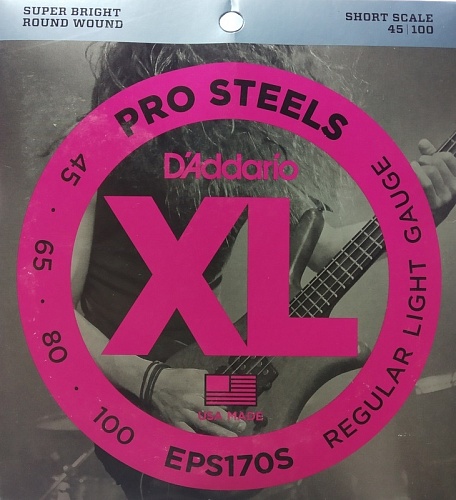 SUPER BRIGHT
ROUND WOUND
SHORT SCALE
45 | 100
PRO STEELS
D'Addario
XL
USA MADE
45 · 65 · 80 · 100
EPS170S
REGULAR LIGHT GAUGE